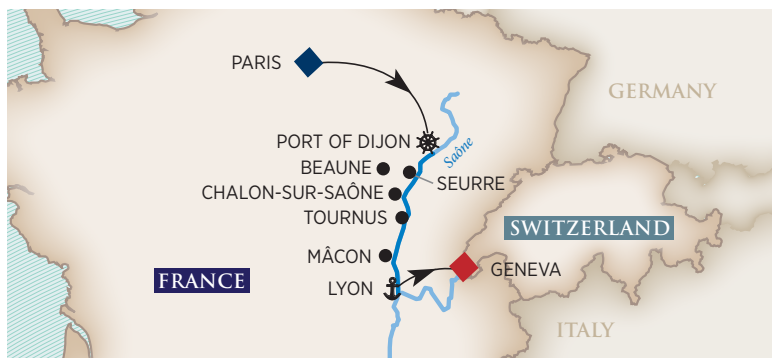 PARIS
GERMANY
PORT OF DIJON
Saône
BEAUNE
SEURRE
CHALON-SUR-SAÔNE
TOURNUS
SWITZERLAND
MÂCON
GENEVA
FRANCE
LYON
ITALY